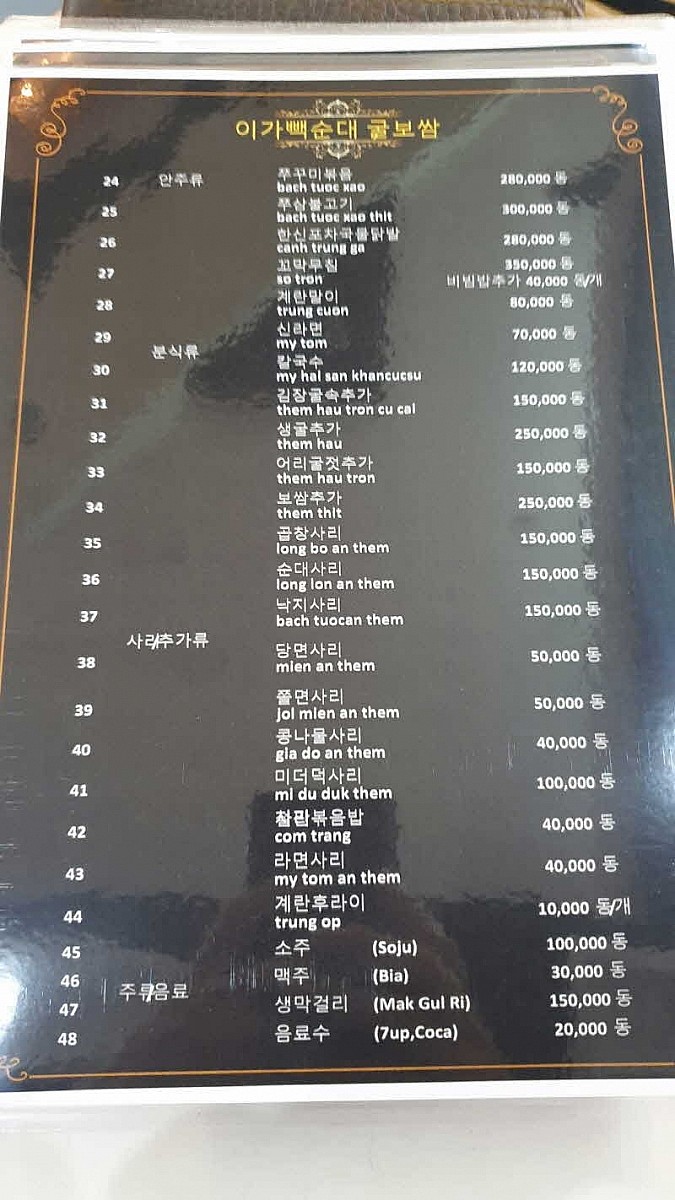 이가빽순대 굴보쌈
24 안주류 쭈꾸미볶음 280,000 동
bach tuoc xao
25 쭈삼불고기 300,000 동
bach tuoc xao thit
26 한신포차국물닭발 280,000 동
canh trung ga
27 꼬막무침 350,000 동
so tron 비빔밥추가 40,000 동/개
28 계란말이 80,000 동
trung cuon
29 신라면 70,000 동
my tom
분식류
30 칼국수 120,000 동
my hai san khancucsu
31 김장굴속추가 150,000 동
them hau tron cu cai
32 생굴추가 250,000 동
them hau
33 어리굴젓추가 150,000 동
them hau tron
34 보쌈추가 250,000 동
them thit
35 곱창사리 150,000 동
long bo an them
36 순대사리 150,000 동
long lon an them
37 낙지사리 150,000 동
bach tuocan them
사리/추가류
38 당면사리 50,000 동
mien an them
39 쫄면사리 50,000 동
joi mien an them
40 콩나물사리 40,000 동
gia do an them
41 미더덕사리 100,000 동
mi du duk them
42 철판볶음밥 40,000 동
com trang
43 라면사리 40,000 동
my tom an them
44 계란후라이 10,000 동/개
trung op
45 소주 (Soju) 100,000 동
46 맥주 (Bia) 30,000 동
주류/음료
47 생막걸리 (Mak Gul Ri) 150,000 동
48 음료수 (7up,Coca) 20,000 동